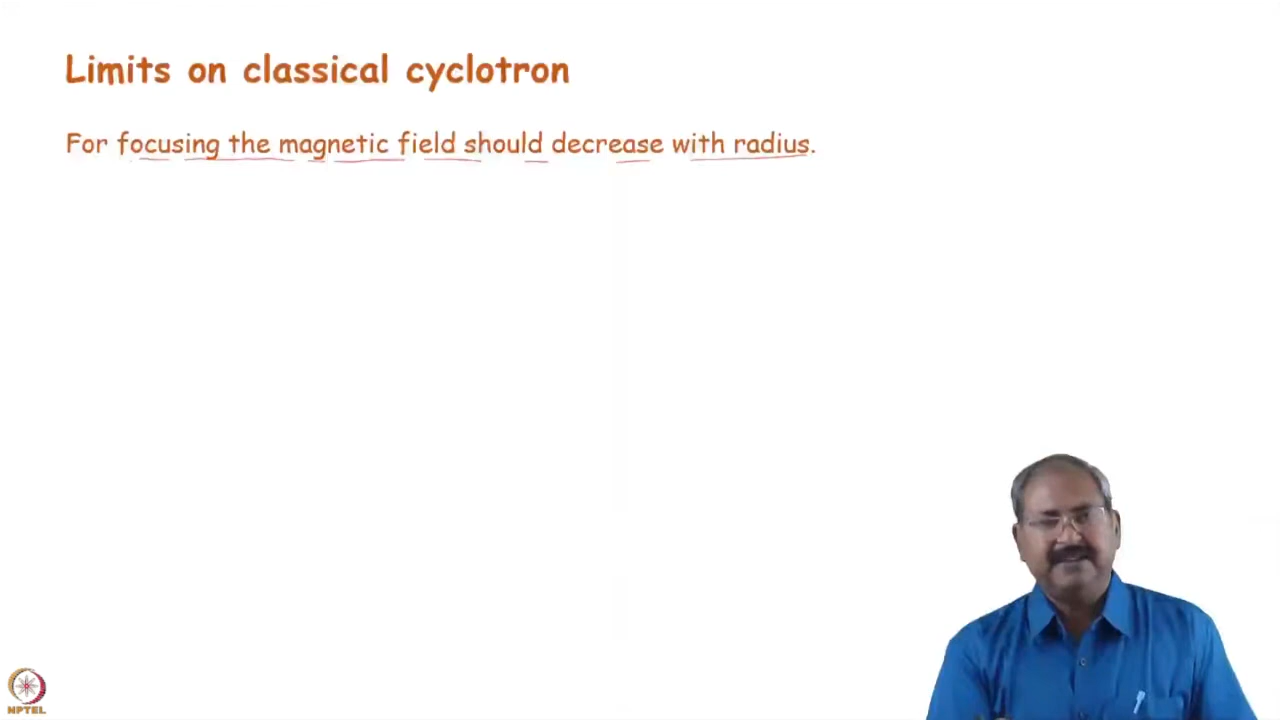 Limits on classical cyclotron
For focusing the magnetic field should decrease with radius.
NPTEL